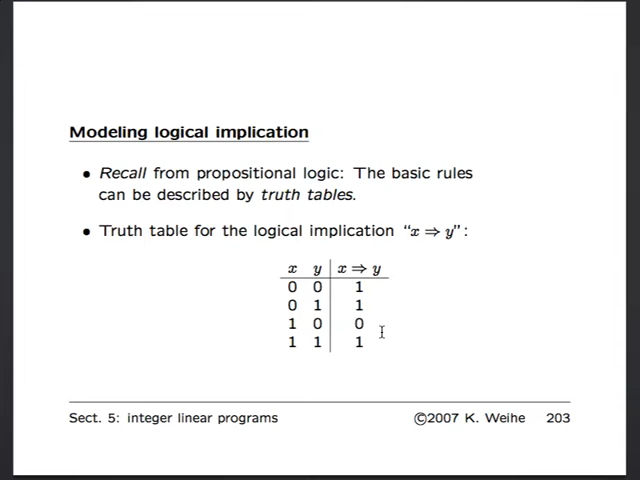 Modeling logical implication
• Recall from propositional logic: The basic rules
can be described by truth tables.
• Truth table for the logical implication “x ⇒ y”:
x y x ⇒ y
0 0 1
0 1 1
1 0 0
1 1 1
Sect. 5: integer linear programs ©2007 K. Weihe 203